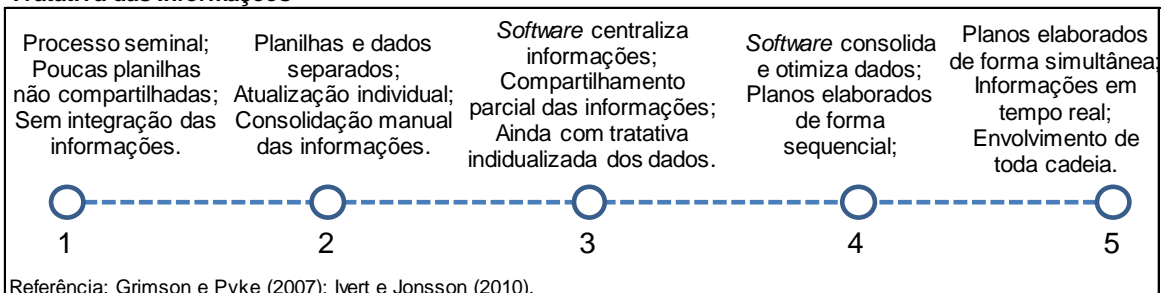 Tratativa das Informações
Processo seminal;
Poucas planilhas
não compartilhadas;
Sem integração das
informações.
Planilhas e dados
separados;
Atualização individual;
Consolidação manual
das informações.
Software centraliza
informações;
Compartilhamento
parcial das informações;
Ainda com tratativa
indidualizada dos dados.
Software consolida
e otimiza dados;
Planos elaborados
de forma
sequencial;
Planos elaborados
de forma simultânea;
Informações em
tempo real;
Envolvimento de
toda cadeia.
1
2
3
4
5
Referência: Grimson e Pyke (2007); Ivert e Jonsson (2010).